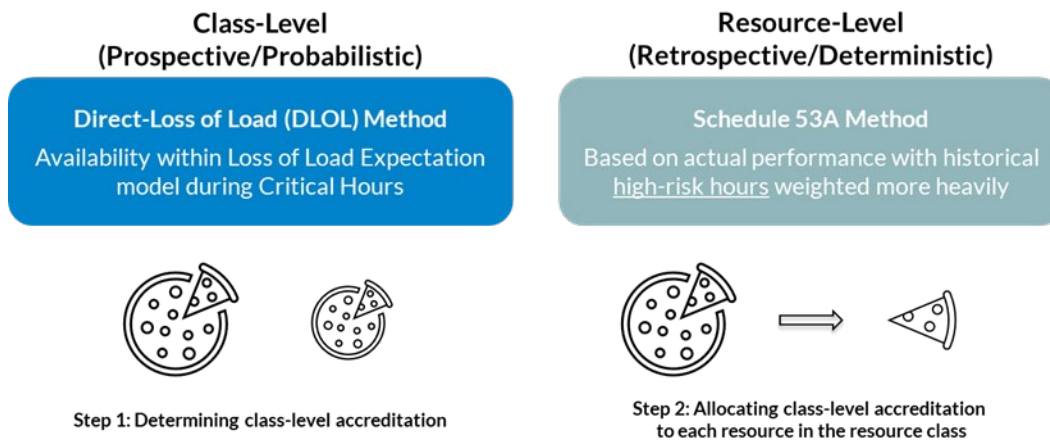 Class-Level
(Prospective/Probabilistic)
Direct-Loss of Load (DLOL) Method
Availability within Loss of Load Expectation
model during Critical Hours
Step 1: Determining class-level accreditation
Resource-Level
(Retrospective/Deterministic)
Schedule 53A Method
Based on actual performance with historical
high-risk hours weighted more heavily
Step 2: Allocating class-level accreditation
to each resource in the resource class